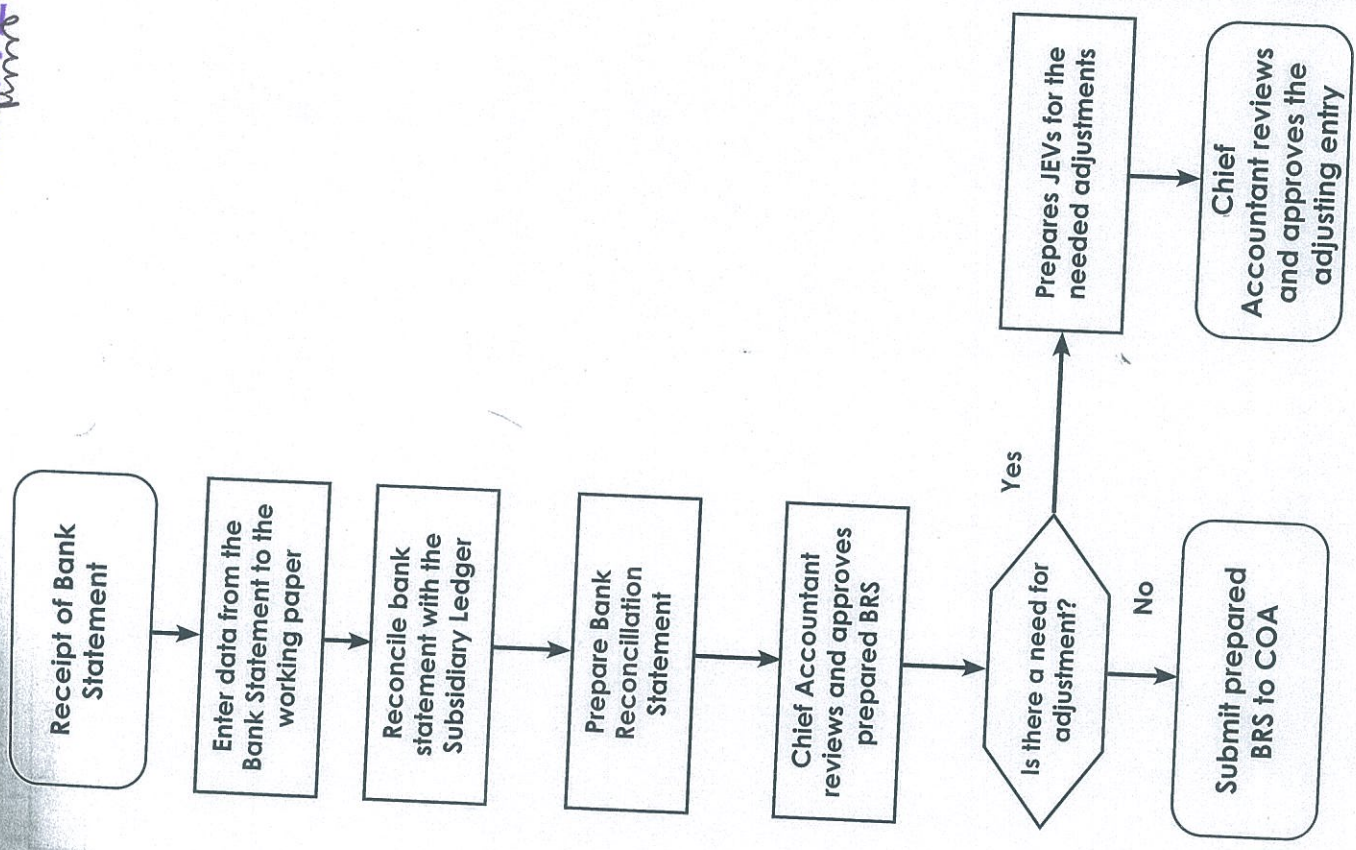 Receipt of Bank
Statement
Enter data from the
Bank Statement to the
working paper
Reconcile bank
statement with the
Subsidiary Ledger
Prepare Bank
Reconcillation
Statement
Chief Accountant
reviews and approves
prepared BRS
Is there a need for
adjustment?
Yes
No
Prepares JEVs for the
needed adjustments
Chief
Accountant reviews
and approves the
adjusting entry
Submit prepared
BRS to COA